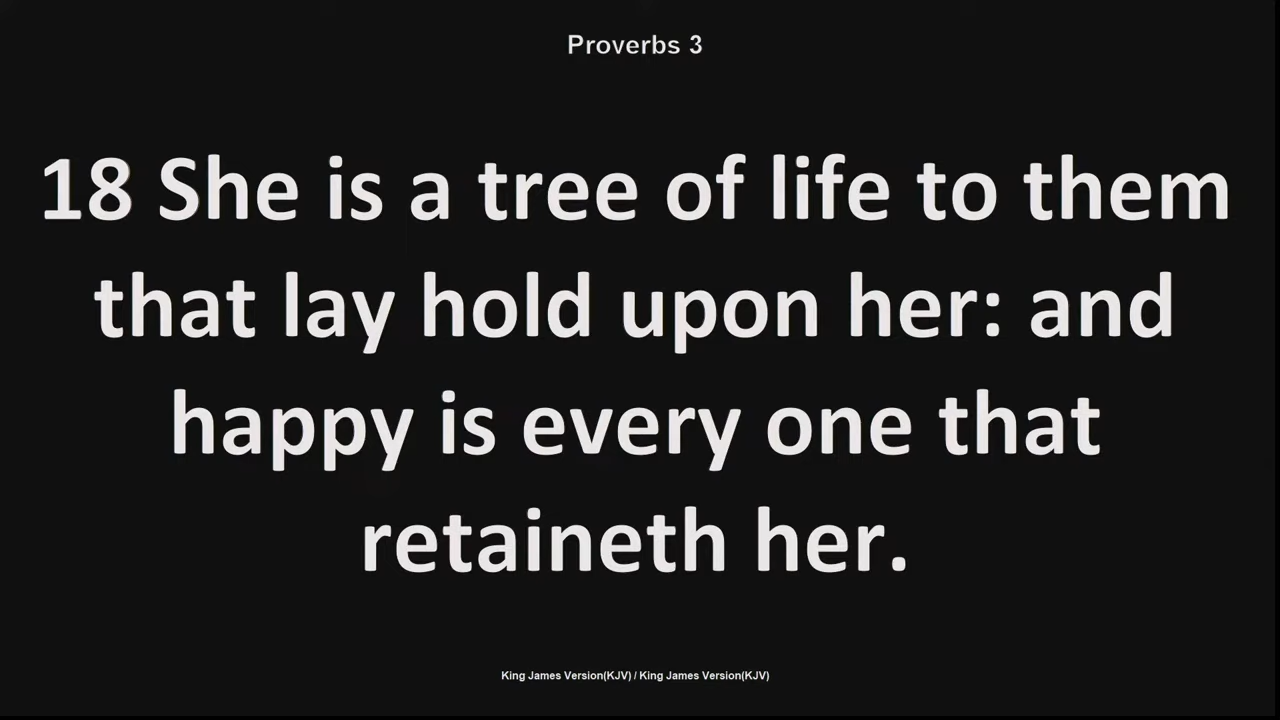 Proverbs 3
18 She is a tree of life to them
that lay hold upon her: and
happy is every one that
retaineth her.
King James Version(KJV) / King James Version(KJV)